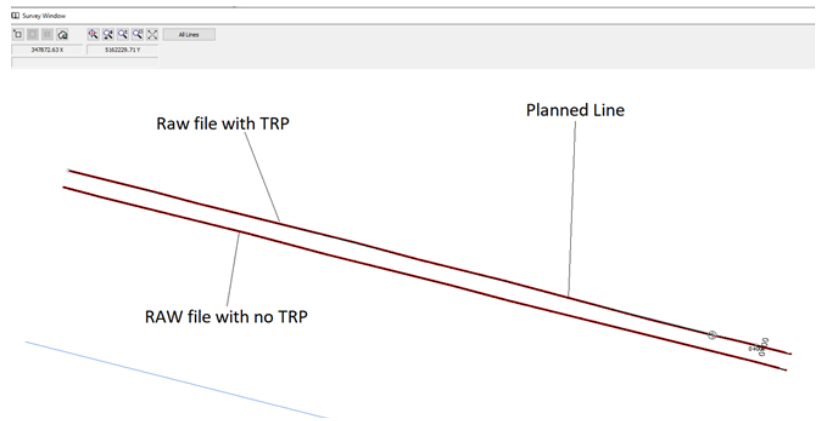 Survey Window
All Lines
347872.63 X
5162229.71 Y
Planned Line
Raw file with TRP
RAW file with no TRP